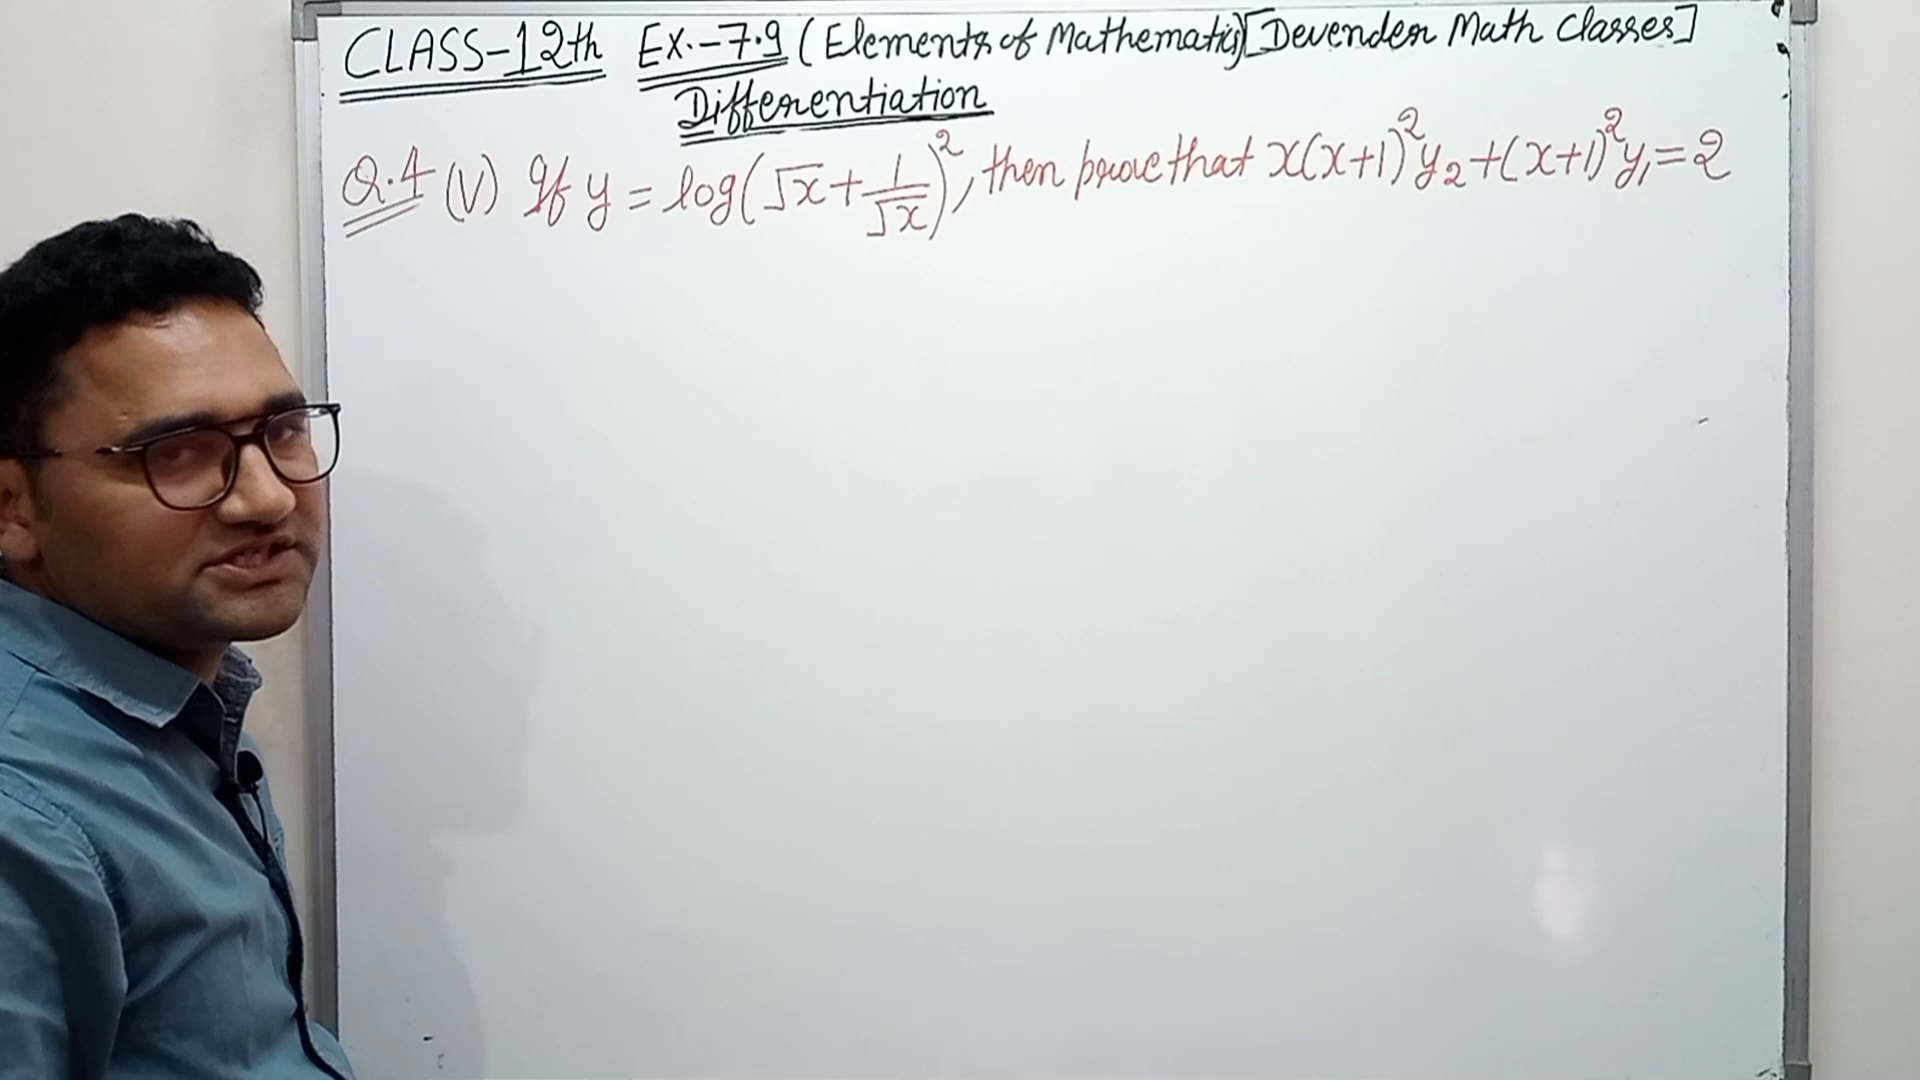 CLASS-12th Ex.-7.9 (Elements of Mathematics) [Devender Math Classes]
Differentiation
Q.4 (V) If y = log(√x + 1/√x)², then prove that x(x+1)²y₂+(x+1)²y₁=2